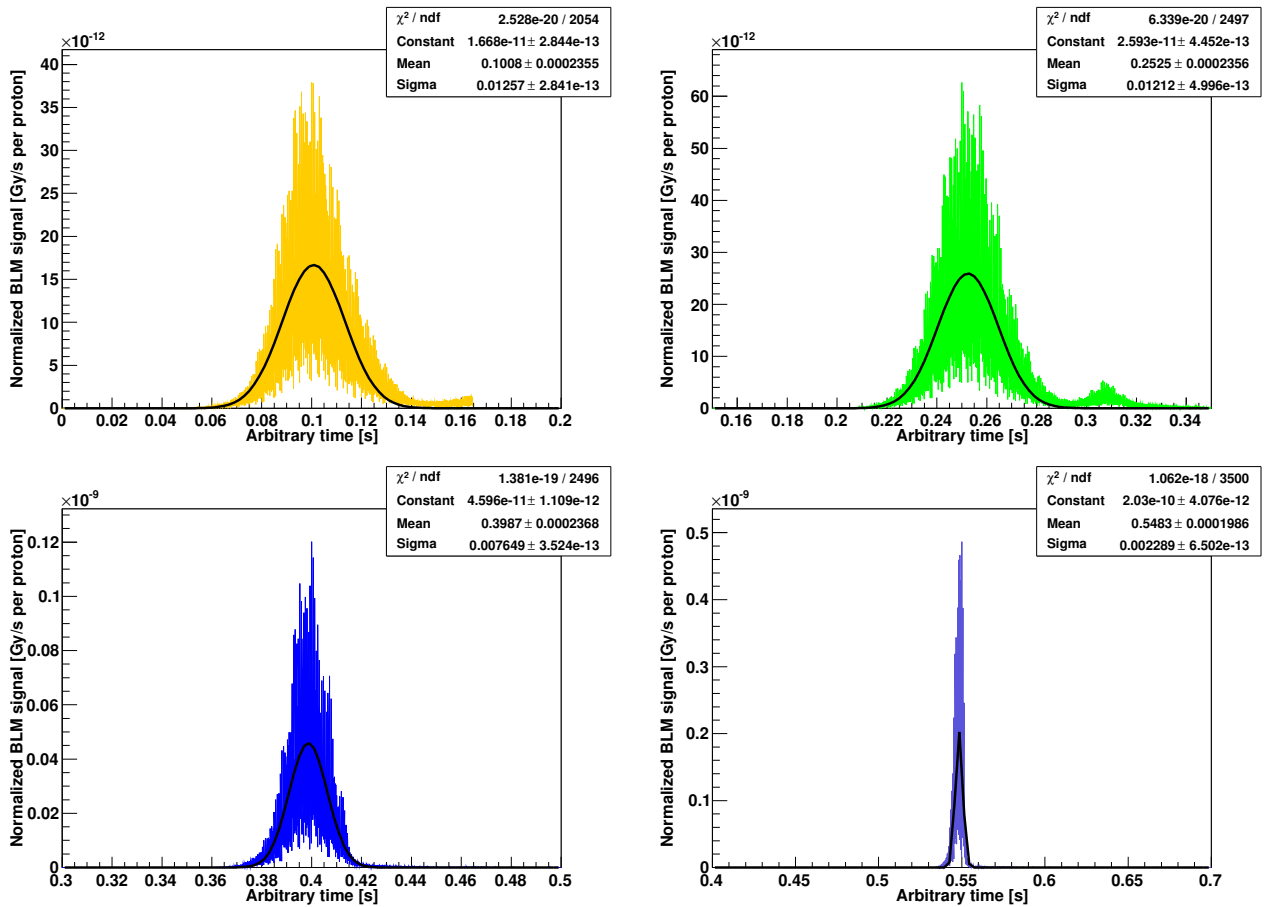 χ² / ndf 2.528e-20 / 2054
Constant 1.668e-11 ± 2.844e-13
Mean 0.1008 ± 0.0002355
Sigma 0.01257 ± 2.841e-13
×10⁻¹²
Normalized BLM signal [Gy/s per proton]
40
35
30
25
20
15
10
5
0
0 0.02 0.04 0.06 0.08 0.1 0.12 0.14 0.16 0.18 0.2
Arbitrary time [s]
χ² / ndf 6.339e-20 / 2497
Constant 2.593e-11 ± 4.452e-13
Mean 0.2525 ± 0.0002356
Sigma 0.01212 ± 4.996e-13
×10⁻¹²
Normalized BLM signal [Gy/s per proton]
60
50
40
30
20
10
0
0.16 0.18 0.2 0.22 0.24 0.26 0.28 0.3 0.32 0.34
Arbitrary time [s]
χ² / ndf 1.381e-19 / 2496
Constant 4.596e-11 ± 1.109e-12
Mean 0.3987 ± 0.0002368
Sigma 0.007649 ± 3.524e-13
×10⁻⁹
Normalized BLM signal [Gy/s per proton]
0.12
0.1
0.08
0.06
0.04
0.02
0
0.3 0.32 0.34 0.36 0.38 0.4 0.42 0.44 0.46 0.48 0.5
Arbitrary time [s]
χ² / ndf 1.062e-18 / 3500
Constant 2.03e-10 ± 4.076e-12
Mean 0.5483 ± 0.0001986
Sigma 0.002289 ± 6.502e-13
×10⁻⁹
Normalized BLM signal [Gy/s per proton]
0.5
0.4
0.3
0.2
0.1
0
0.4 0.45 0.5 0.55 0.6 0.65 0.7
Arbitrary time [s]